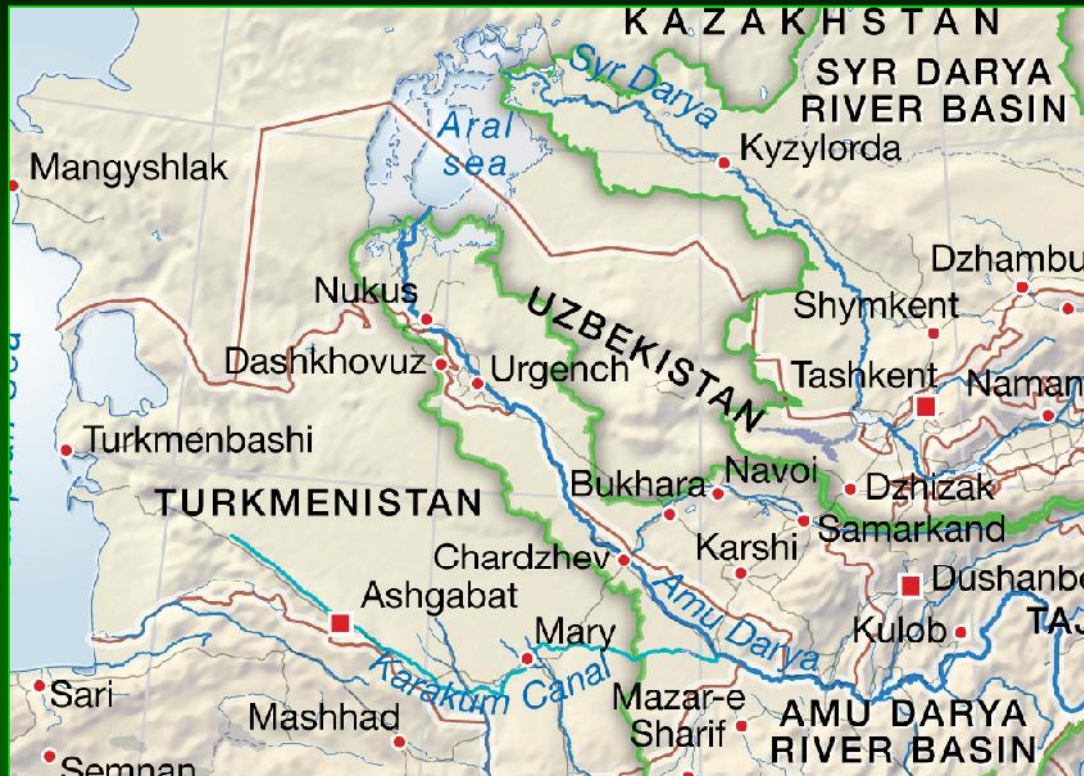 KAZAKHSTAN
Syr Darya
SYR DARYA
RIVER BASIN
Aral
sea
Kyzylorda
Mangyshlak
Dzhambu
Nukus
UZBEKISTAN
Shymkent
Dashkhovuz
Urgench
Tashkent
Naman
Turkmenbashi
Bukhara
Navoi
Dzhizak
TURKMENISTAN
Samarkand
Chardzhev
Karshi
Ashgabat
Amu Darya
Dushanbe
Mary
Kulob
TAJ
Karakum Canal
Sari
Mashhad
Mazar-e
Sharif
AMU DARYA
RIVER BASIN
Semnan